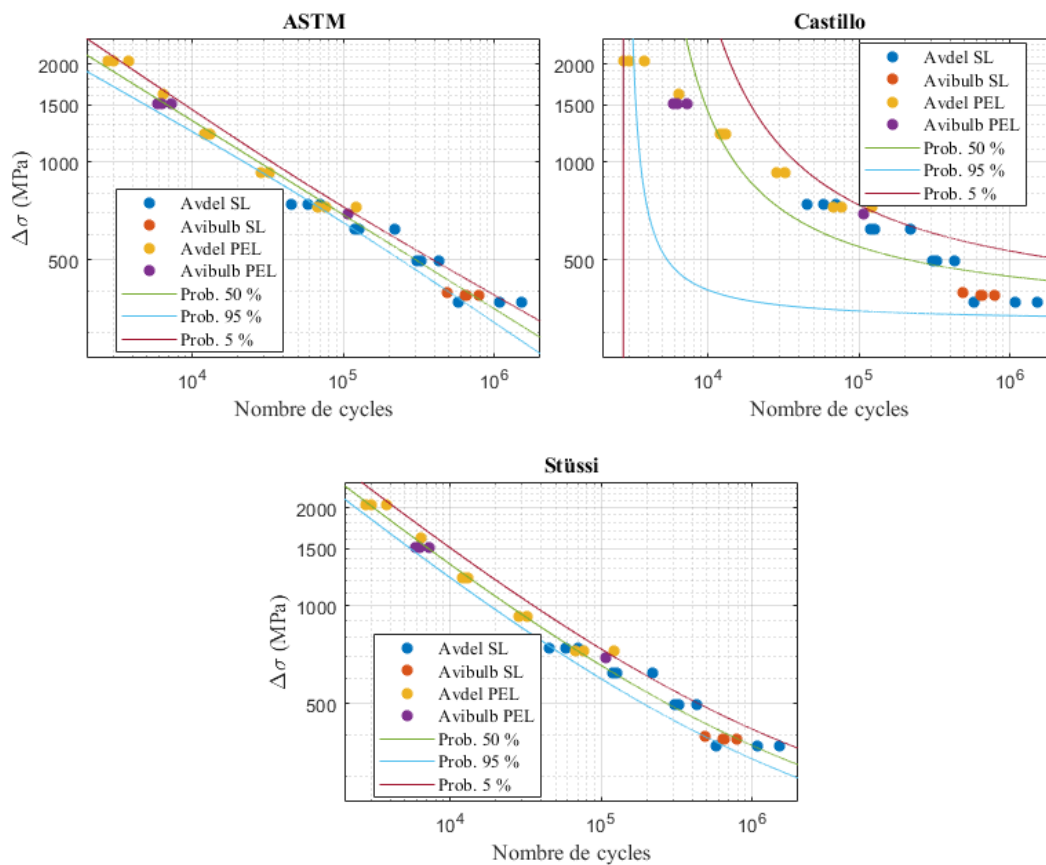 ASTM
2000
1500
1000
500
Δσ (MPa)
Avdel SL
Avibulb SL
Avdel PEL
Avibulb PEL
Prob. 50 %
Prob. 95 %
Prob. 5 %
10^4
10^5
10^6
Nombre de cycles
Castillo
2000
1500
1000
500
Avdel SL
Avibulb SL
Avdel PEL
Avibulb PEL
Prob. 50 %
Prob. 95 %
Prob. 5 %
10^4
10^5
10^6
Nombre de cycles
Stüssi
2000
1500
1000
500
Δσ (MPa)
Avdel SL
Avibulb SL
Avdel PEL
Avibulb PEL
Prob. 50 %
Prob. 95 %
Prob. 5 %
10^4
10^5
10^6
Nombre de cycles